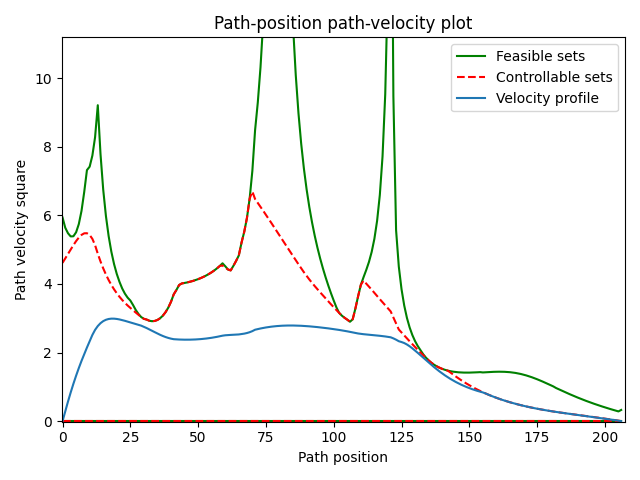 Path-position path-velocity plot
Feasible sets
Controllable sets
Velocity profile
Path velocity square
10
8
6
4
2
0
0 25 50 75 100 125 150 175 200
Path position